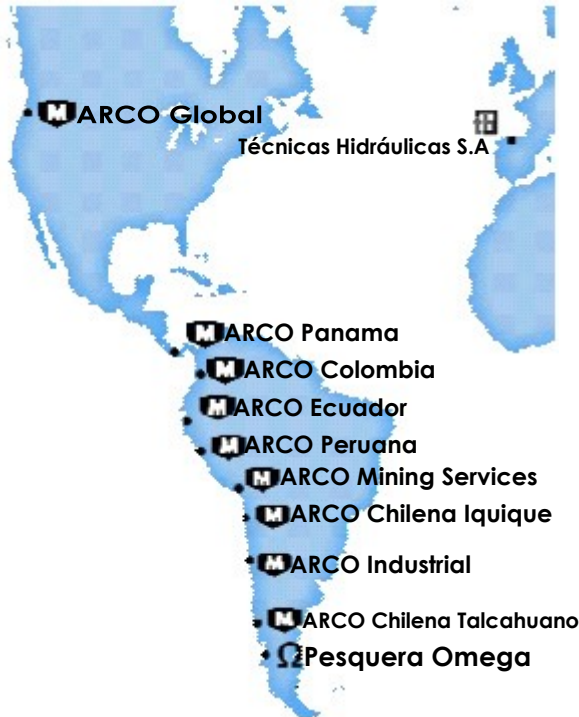 MARCO Global
Técnicas Hidráulicas S.A
MARCO Panama
MARCO Colombia
MARCO Ecuador
MARCO Peruana
MARCO Mining Services
MARCO Chilena Iquique
MARCO Industrial
MARCO Chilena Talcahuano
ΩPesquera Omega